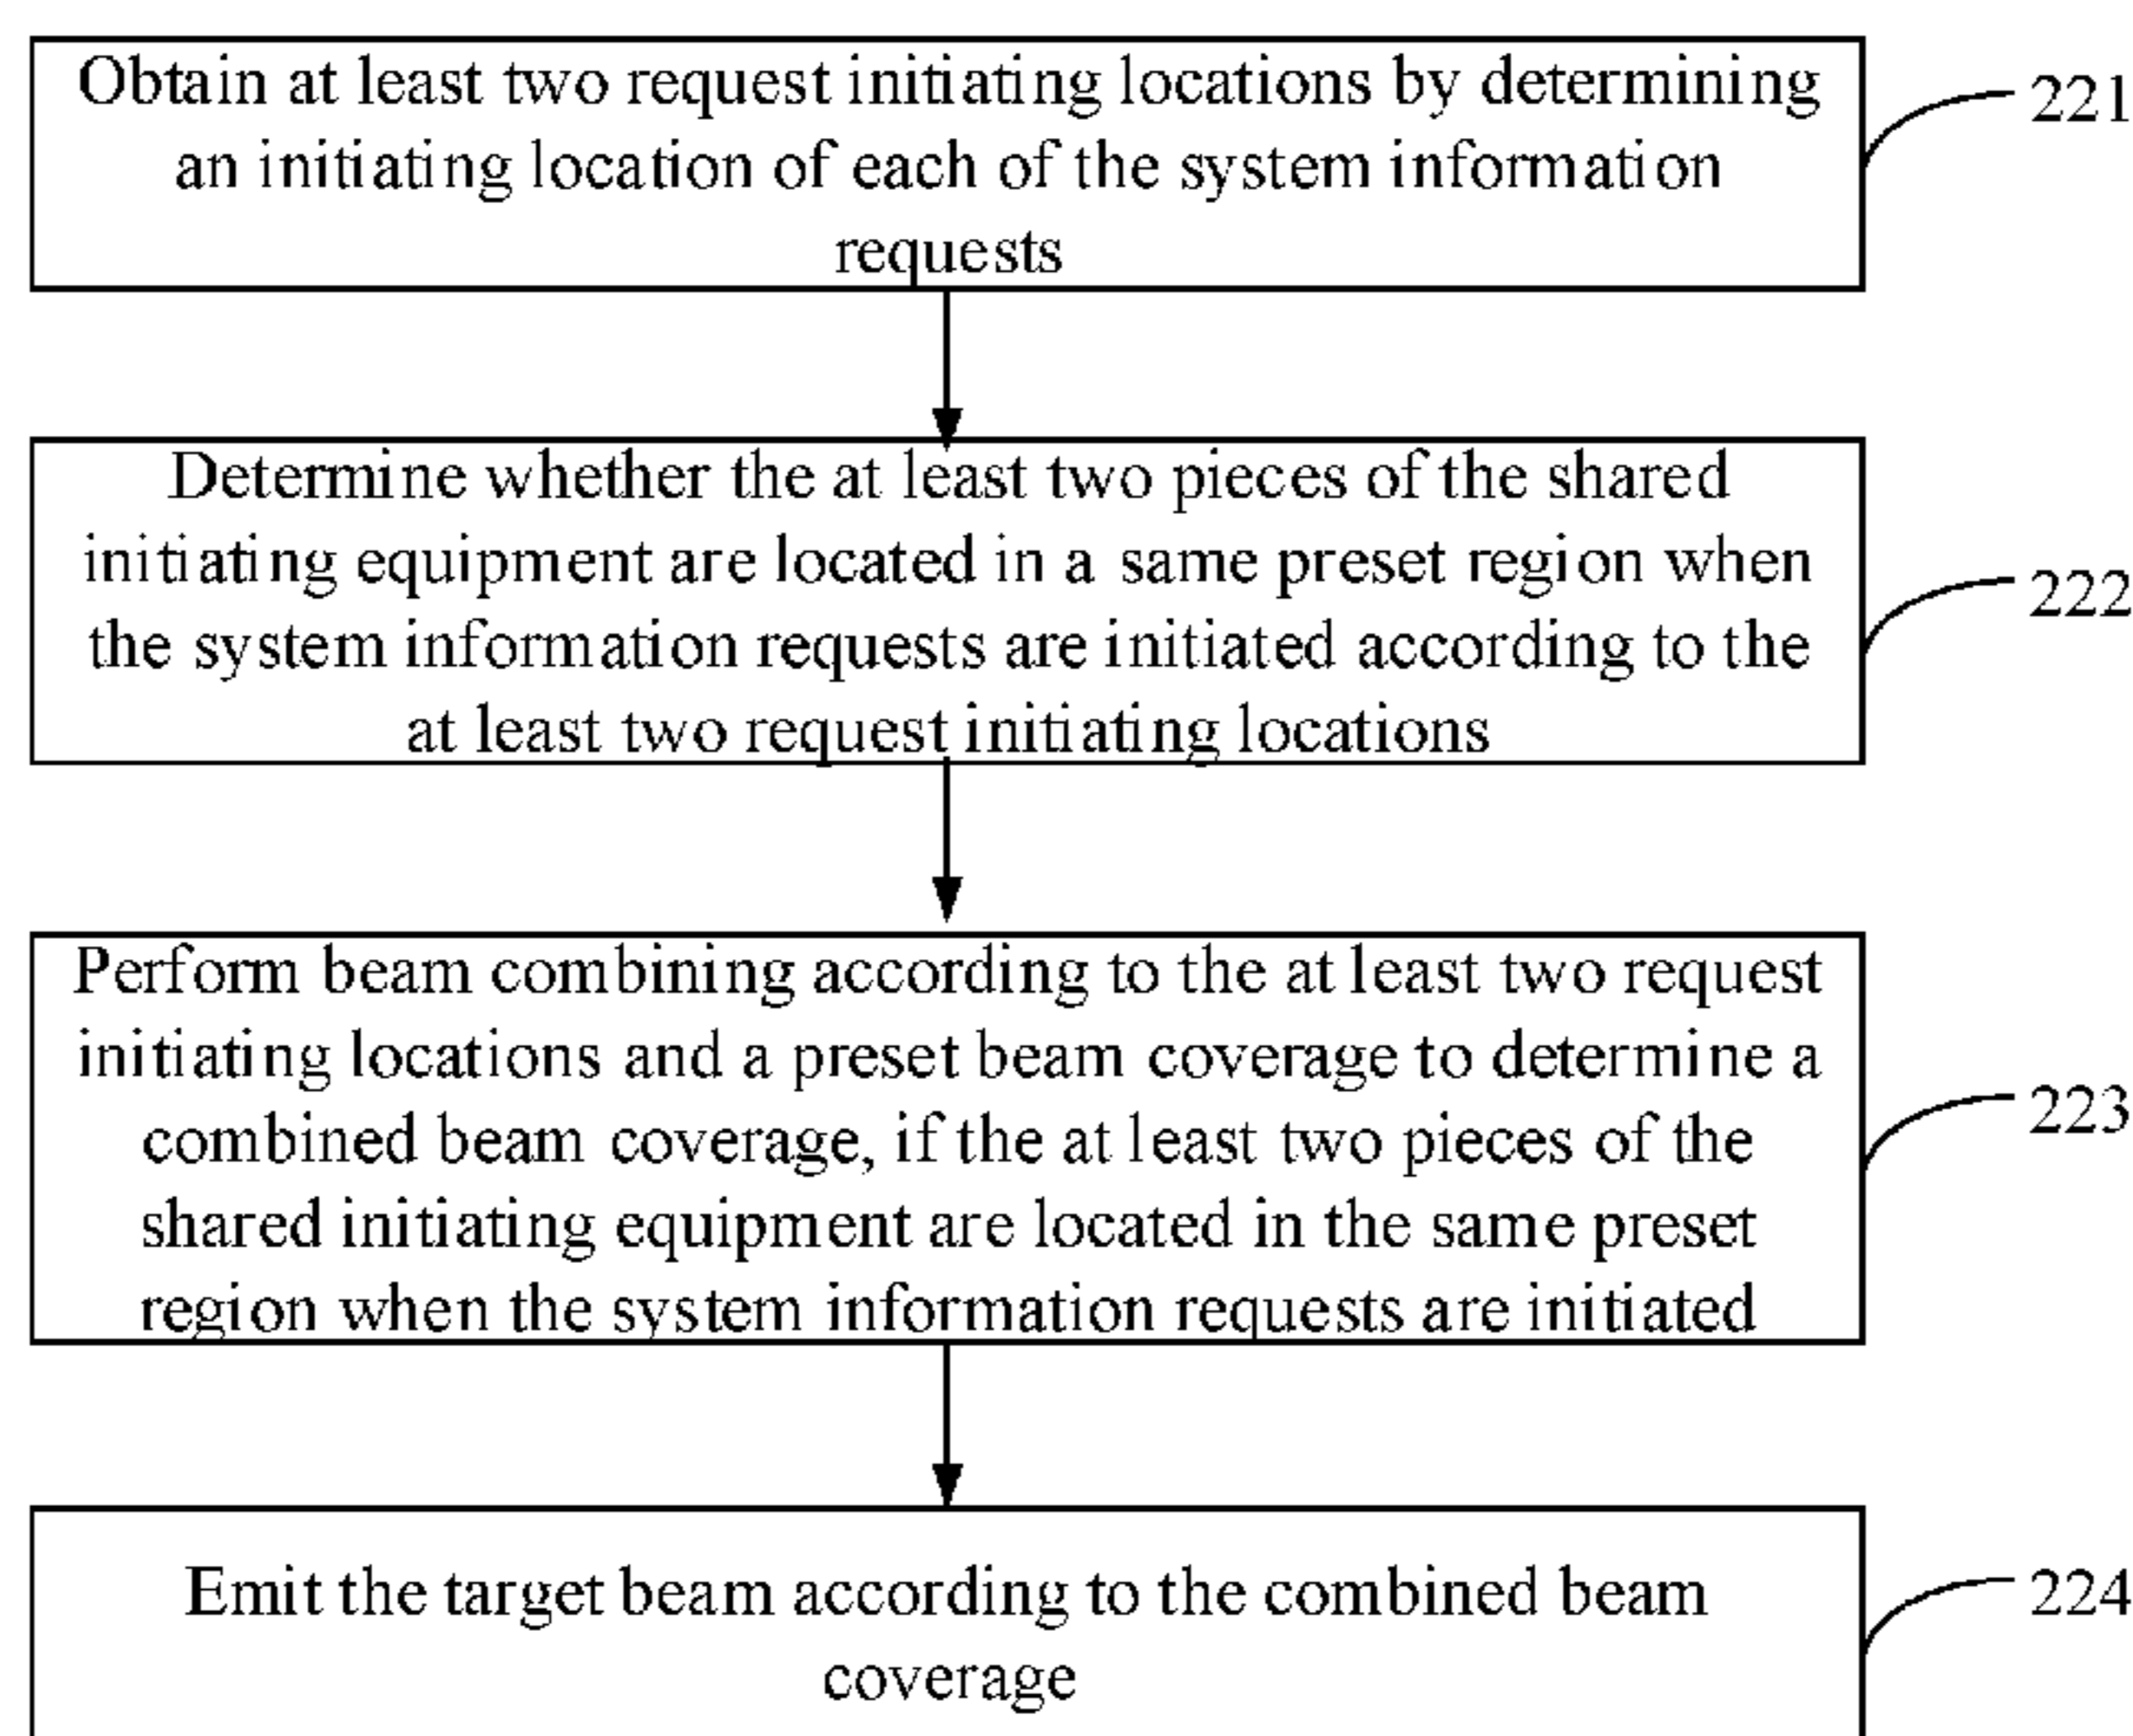 Obtain at least two request initiating locations by determining
an initiating location of each of the system information
requests
221
Determine whether the at least two pieces of the shared
initiating equipment are located in a same preset region when
the system information requests are initiated according to the
at least two request initiating locations
222
Perform beam combining according to the at least two request
initiating locations and a preset beam coverage to determine a
combined beam coverage, if the at least two pieces of the
shared initiating equipment are located in the same preset
region when the system information requests are initiated
223
Emit the target beam according to the combined beam
coverage
224